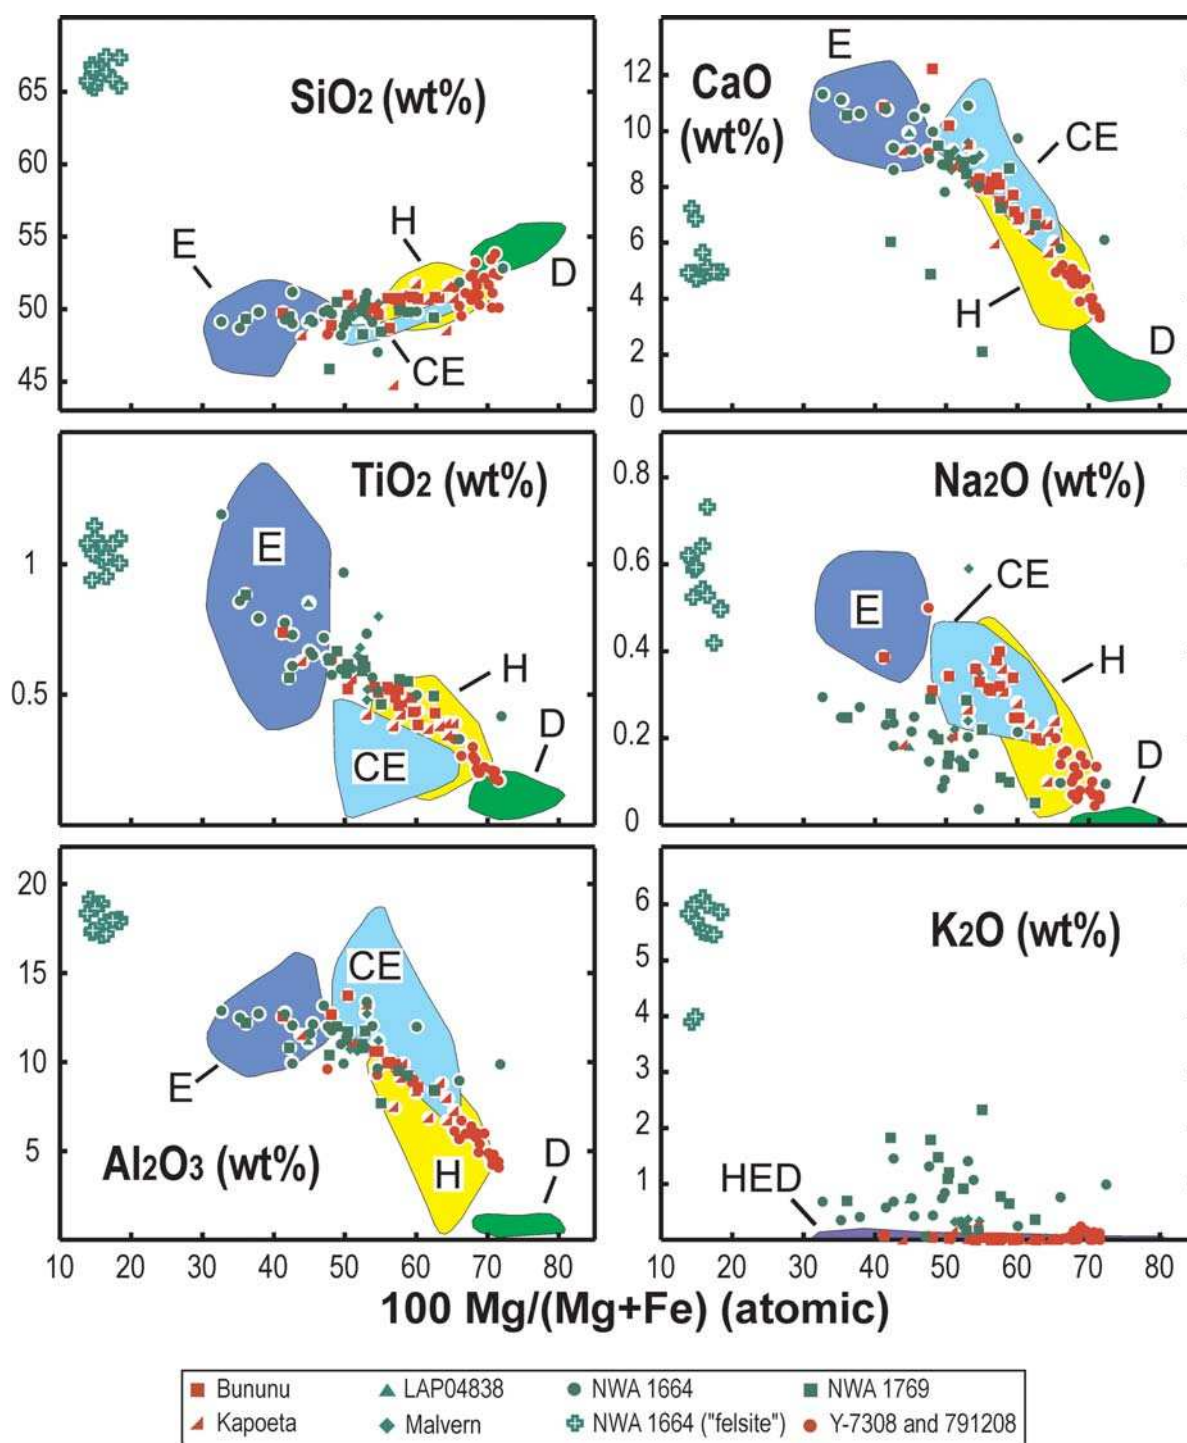 SiO2 (wt%)
65
60
55
50
45
E
H
D
CE
CaO
(wt%)
12
10
8
6
4
2
0
E
CE
H
D
TiO2 (wt%)
1
0.5
E
CE
H
D
Na2O (wt%)
0.8
0.6
0.4
0.2
0
E
CE
H
D
Al2O3 (wt%)
20
15
10
5
E
CE
H
D
K2O (wt%)
6
5
4
3
2
1
HED
10 20 30 40 50 60 70 80
10 20 30 40 50 60 70 80
100 Mg/(Mg+Fe) (atomic)
Bununu LAP04838 NWA 1664 NWA 1769
Kapoeta Malvern NWA 1664 ("felsite") Y-7308 and 791208